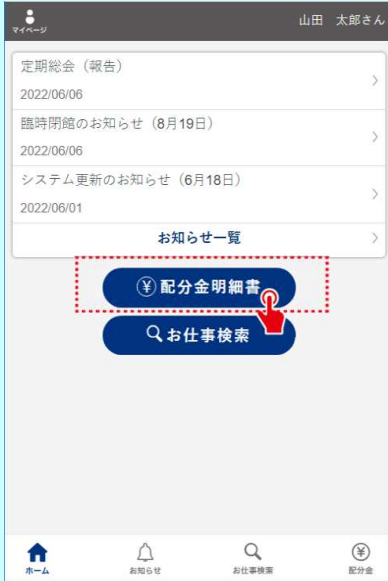 マイページ
山田 太郎さん
定期総会（報告）
2022/06/06
臨時閉館のお知らせ（8月19日）
2022/06/06
システム更新のお知らせ（6月18日）
2022/06/01
お知らせ一覧
配分金明細書
お仕事検索
ホーム
お知らせ
お仕事検索
配分金